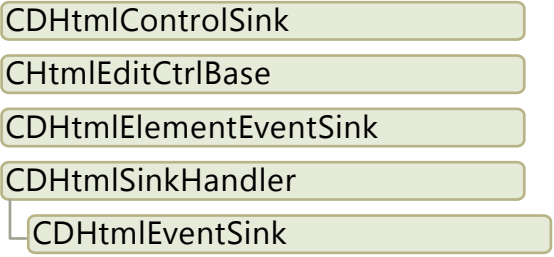 CDHtmlControlSink
CHtmlEditCtrlBase
CDHtmlElementEventSink
CDHtmlSinkHandler
CDHtmlEventSink